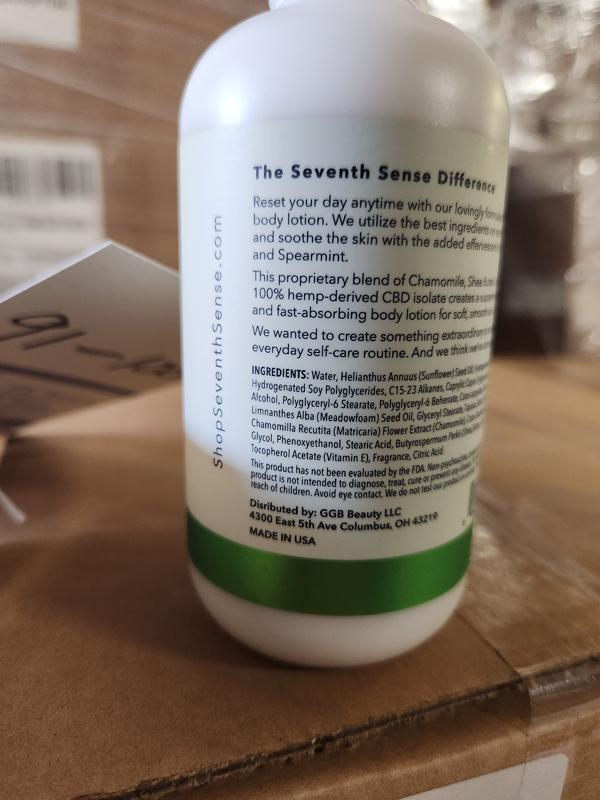 The Seventh Sense Difference
Reset your day anytime with our lovingly
body lotion. We utilize the best ingredients
and soothe the skin with the added
and Spearmint.
This proprietary blend of Chamomile, Shea
100% hemp-derived CBD isolate creates a
and fast-absorbing body lotion for soft, smooth
We wanted to create something extraordinary
everyday self-care routine. And we think we've
INGREDIENTS: Water, Helianthus Annuus (Sunflower) Seed Oil,
Hydrogenated Soy Polyglycerides, C15-23 Alkanes, Caprylic
Alcohol, Polyglyceryl-6 Stearate, Polyglyceryl-6 Behenate,
Limnanthes Alba (Meadowfoam) Seed Oil, Glyceryl Stearate,
Chamomilla Recutita (Matricaria) Flower Extract (Chamomile),
Glycol, Phenoxyethanol, Stearic Acid, Butyrospermum Parkii
Tocopherol Acetate (Vitamin E), Fragrance, Citric Acid
This product has not been evaluated by the FDA. Non-psychoactive.
product is not intended to diagnose, treat, cure or prevent any
reach of children. Avoid eye contact. We do not test our product
Disributed by: GGB Beauty LLC
4300 East 5th Ave Columbus, OH 43219
MADE IN USA
ShopSeventhSense.com